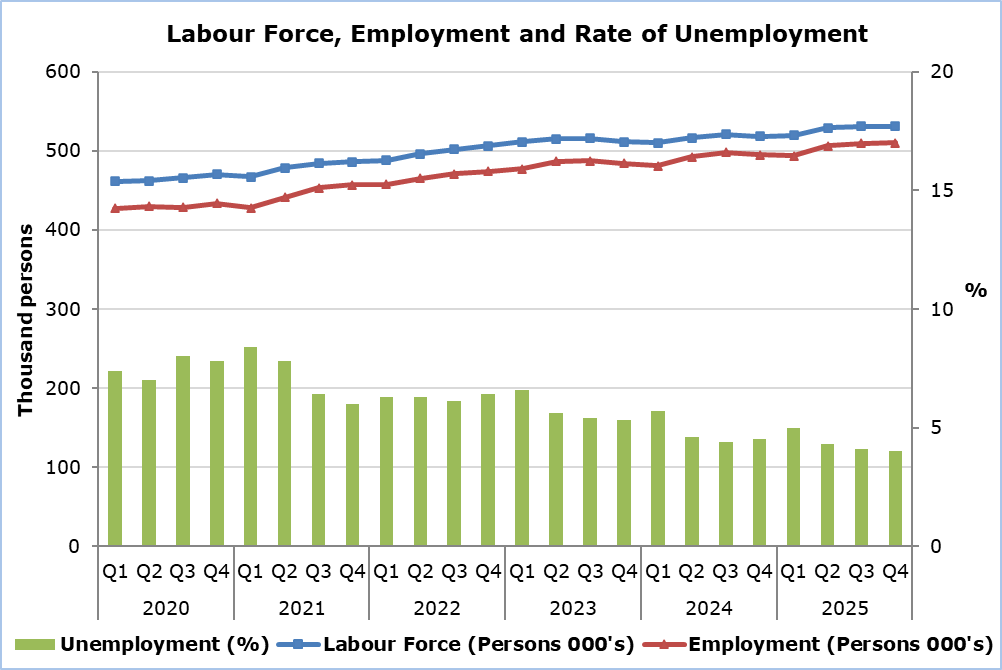 Labour Force, Employment and Rate of Unemployment
600
500
400
300
200
100
0
Thousand persons
20
15
10
5
0
%
Q1 Q2 Q3 Q4 Q1 Q2 Q3 Q4 Q1 Q2 Q3 Q4 Q1 Q2 Q3 Q4 Q1 Q2 Q3 Q4 Q1 Q2 Q3 Q4
2020 2021 2022 2023 2024 2025
Unemployment (%) Labour Force (Persons 000's) Employment (Persons 000's)